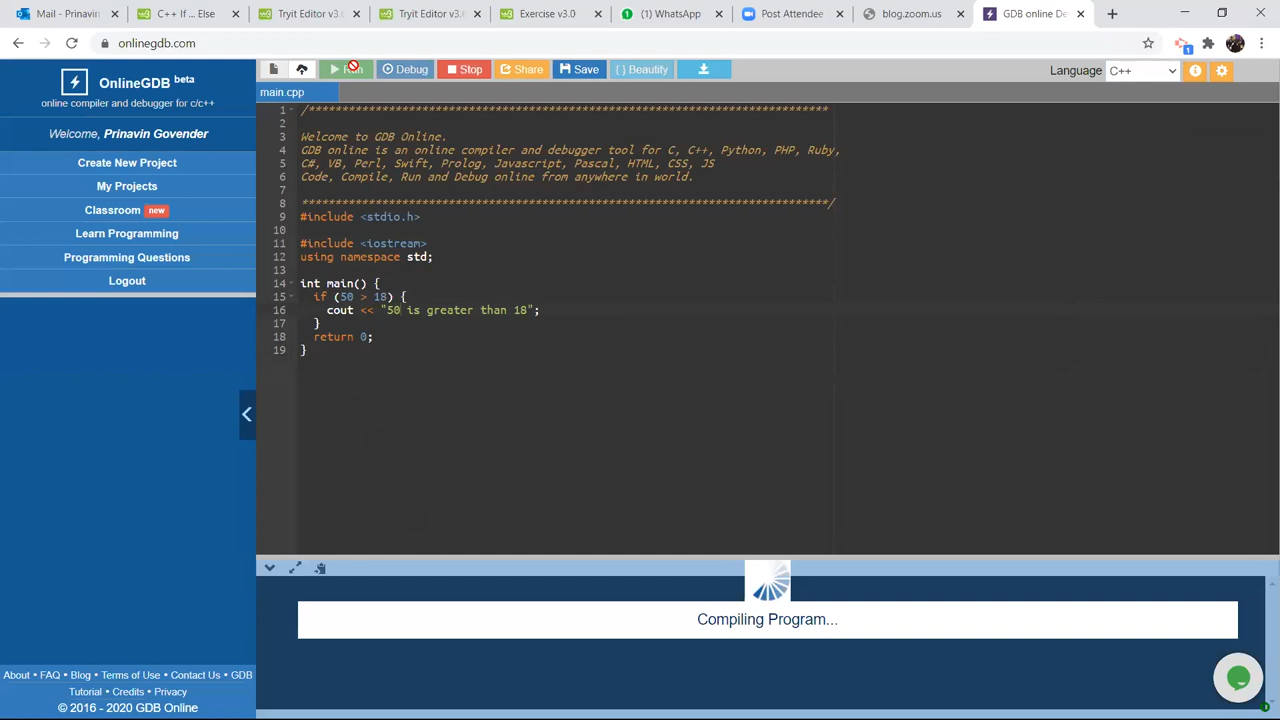 Mail - Prinavin
C++ If ... Else
Tryit Editor v3.6
Tryit Editor v3.6
Exercise v3.0
(1) WhatsApp
Post Attendee
blog.zoom.us
GDB online De
onlinegdb.com
1
OnlineGDB beta
online compiler and debugger for c/c++
Run
Debug
Stop
Share
Save
{ } Beautify
Language C++
main.cpp
Welcome, Prinavin Govender
Create New Project
My Projects
Classroom new
Learn Programming
Programming Questions
Logout
1 /******************************************************************************
2
3 Welcome to GDB Online.
4 GDB online is an online compiler and debugger tool for C, C++, Python, PHP, Ruby,
5 C#, VB, Perl, Swift, Prolog, Javascript, Pascal, HTML, CSS, JS
6 Code, Compile, Run and Debug online from anywhere in world.
7
8 *******************************************************************************/
9 #include <stdio.h>
10
11 #include <iostream>
12 using namespace std;
13
14 int main() {
15 if (50 > 18) {
16 cout << "50 is greater than 18";
17 }
18 return 0;
19 }
Compiling Program...
About • FAQ • Blog • Terms of Use • Contact Us • GDB
Tutorial • Credits • Privacy
© 2016 - 2020 GDB Online